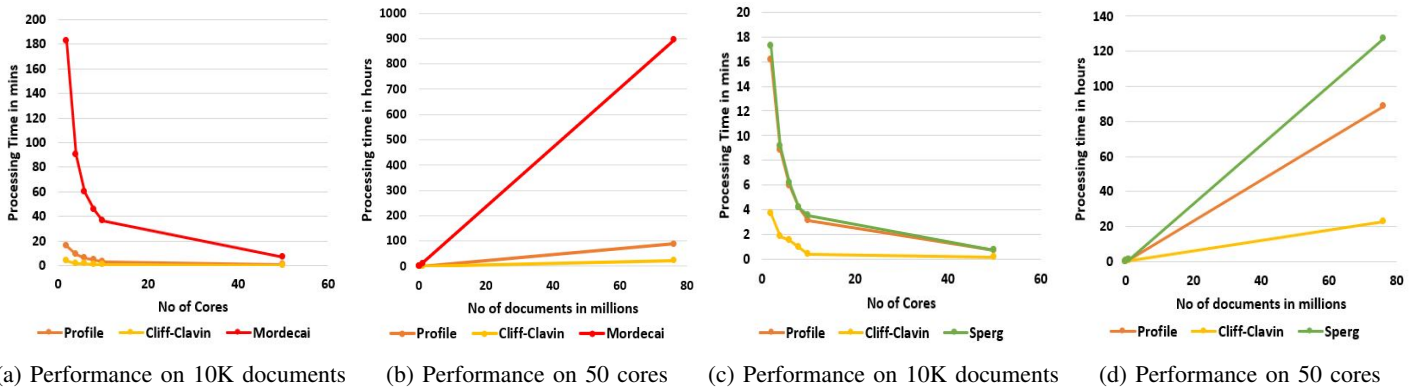 Processing Time in mins
200
180
160
140
120
100
80
60
40
20
0
0 20 40 60
No of Cores
Profile Cliff-Clavin Mordecai
(a) Performance on 10K documents
Processing time in hours
1000
900
800
700
600
500
400
300
200
100
0
0 20 40 60 80
No of documents in millions
Profile Cliff-Clavin Mordecai
(b) Performance on 50 cores
Processing Time in mins
20
18
16
14
12
10
8
6
4
2
0
0 20 40 60
No of Cores
Profile Cliff-Clavin Sperg
(c) Performance on 10K documents
Processing time in hours
140
120
100
80
60
40
20
0
0 20 40 60 80
No of documents in millions
Profile Cliff-Clavin Sperg
(d) Performance on 50 cores